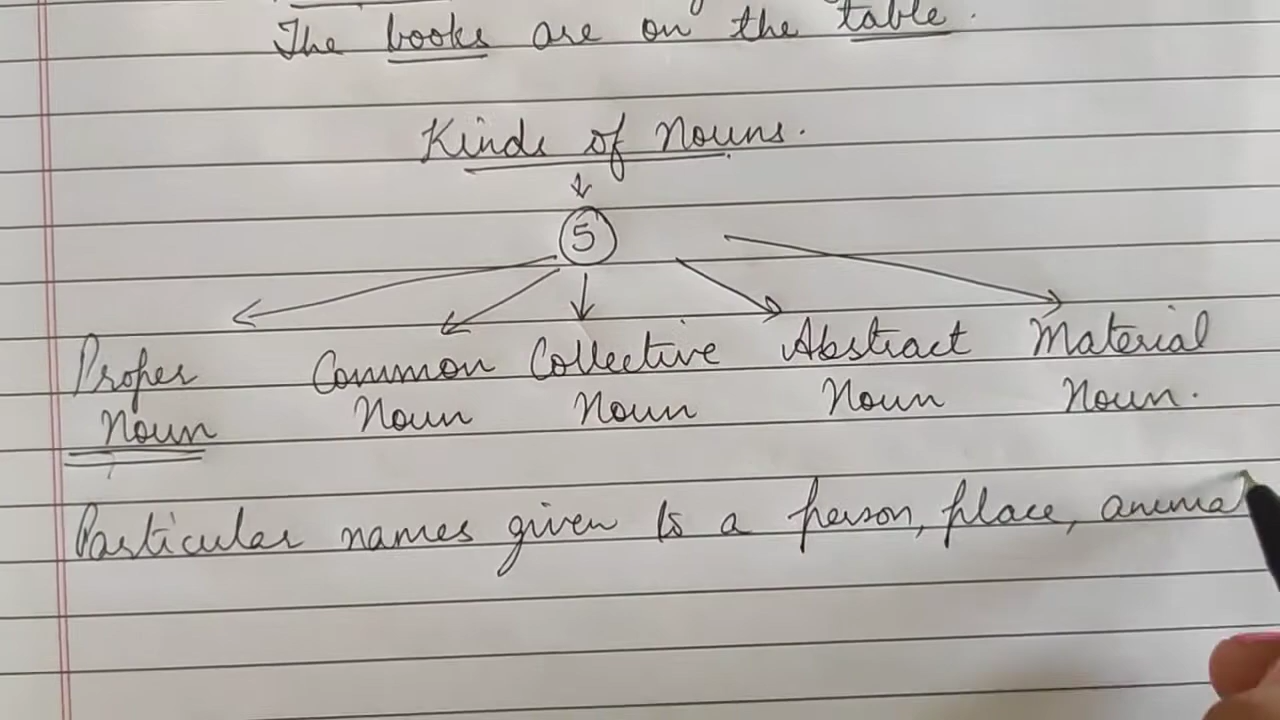 The books are on the table.
Kinds of Nouns.
5
Proper Common Collective Abstract Material
Noun Noun Noun Noun Noun.
Particular names given to a person, place, anima